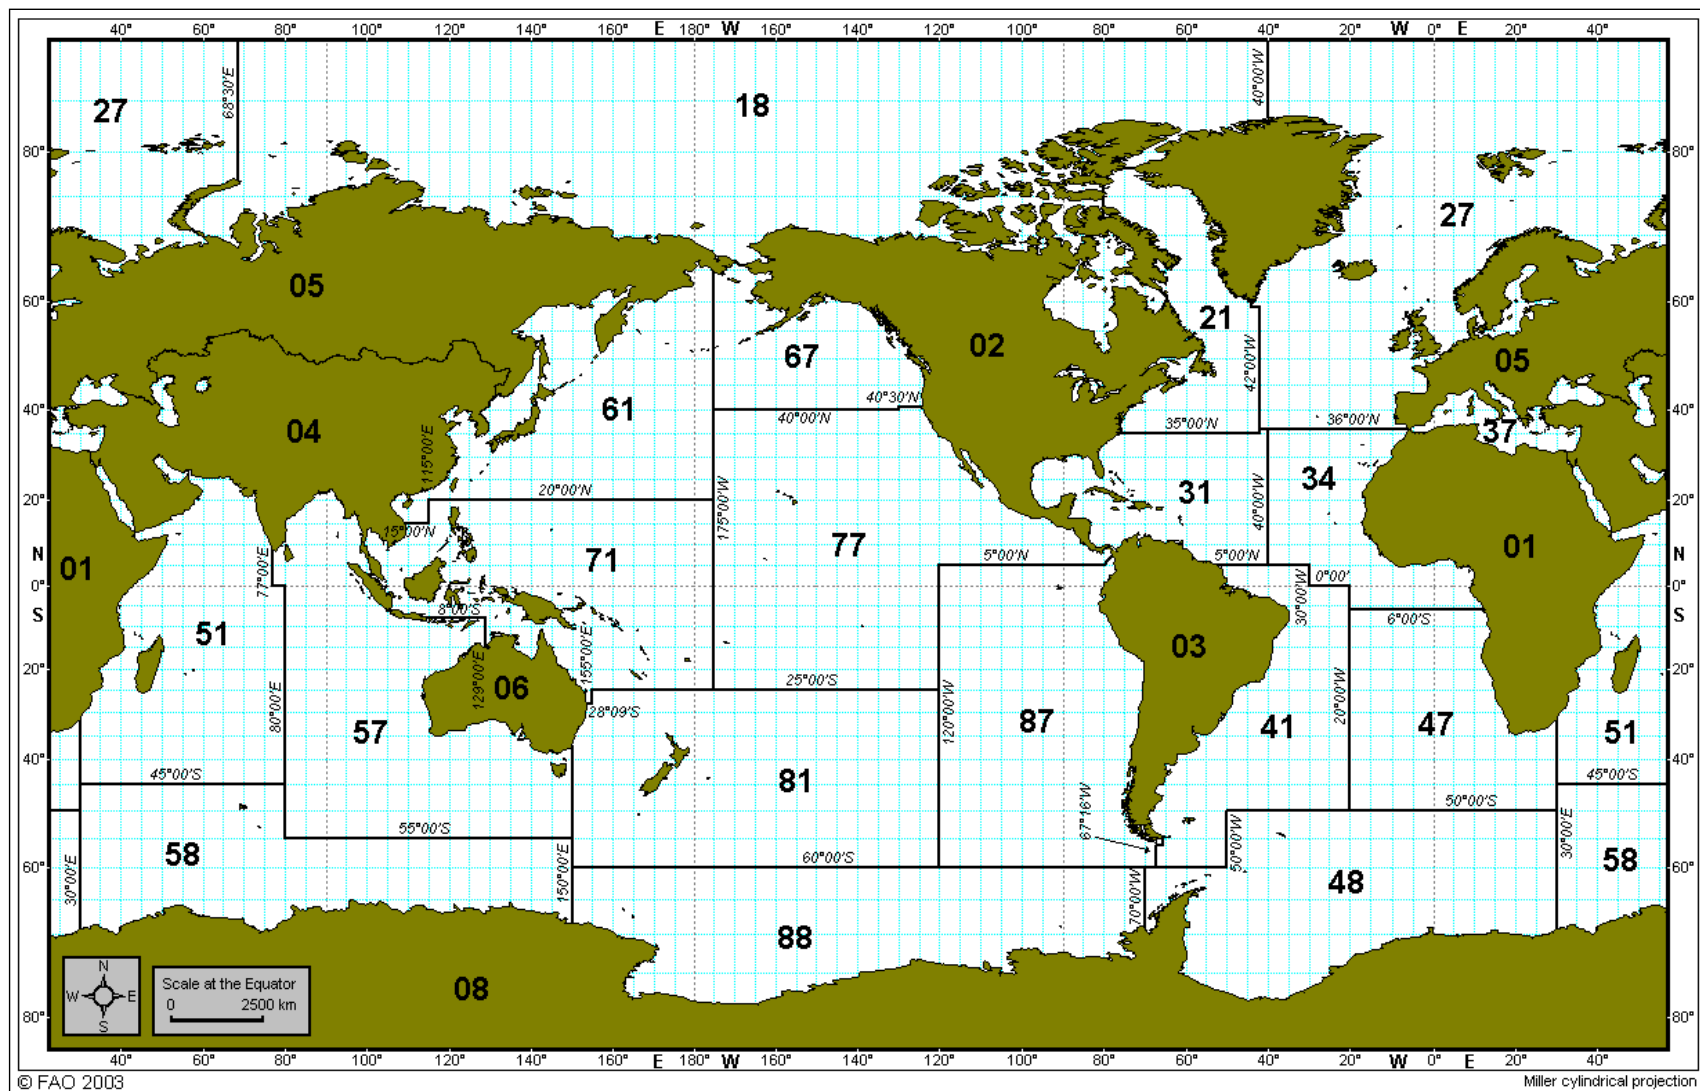 40° 60° 80° 100° 120° 140° 160° E 180° W 160° 140° 120° 100° 80° 60° 40° 20° W 0° E 20° 40°
68°30'E
40°00'W
27
18
80°
80°
27
05
60°
60°
21
67
02
42°00'W
05
40°30'N
61
40°
40°
40°00'N
35°00'N
36°00'N
04
37
115°00'E
31
34
20°00'N
20°
20°
175°00'W
40°00'W
15°00'N
77
71
01
N
N
5°00'N
5°00'N
77°00'E
01
0°00'
0°
0°
30°00'W
8°00'S
S
S
6°00'S
51
155°00'E
03
20°
20°
129°00'E
06
25°00'S
80°00'E
28°09'S
120°00'W
20°00'W
57
87
41
47
51
40°
40°
45°00'S
81
45°00'S
50°00'S
67°16'W
55°00'S
50°00'W
30°00'E
58
60°00'S
58
60°
60°
30°00'E
150°00'E
70°00'W
48
88
N
W E
S
Scale at the Equator
0 2500 km
08
80°
80°
40° 60° 80° 100° 120° 140° 160° E 180° W 160° 140° 120° 100° 80° 60° 40° 20° W 0° E 20° 40°
© FAO 2003
Miller cylindrical projection